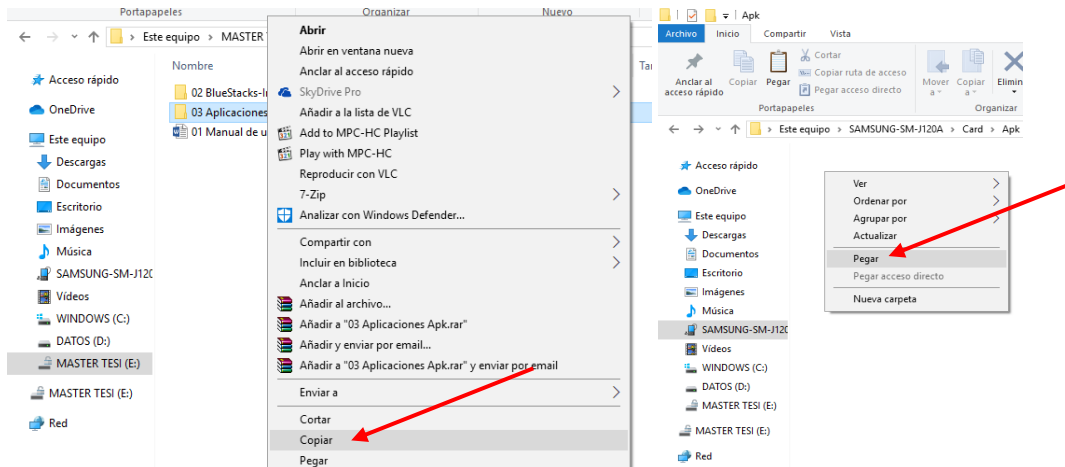 Portapapeles Organizar Nuevo
Este equipo > MASTER
Nombre
Acceso rápido
OneDrive
Este equipo
Descargas
Documentos
Escritorio
Imágenes
Música
SAMSUNG-SM-J120
Vídeos
WINDOWS (C:)
DATOS (D:)
MASTER TESI (E:)
MASTER TESI (E:)
Red
02 BlueStacks-I
03 Aplicaciones
01 Manual de u
Abrir
Abrir en ventana nueva
Anclar al acceso rápido
SkyDrive Pro
Añadir a la lista de VLC
Add to MPC-HC Playlist
Play with MPC-HC
Reproducir con VLC
7-Zip
Analizar con Windows Defender...
Compartir con
Incluir en biblioteca
Anclar a Inicio
Añadir al archivo...
Añadir a "03 Aplicaciones Apk.rar"
Añadir y enviar por email...
Añadir a "03 Aplicaciones Apk.rar" y enviar por email
Enviar a
Cortar
Copiar
Pegar
Ta
Apk
Archivo Inicio Compartir Vista
Anclar al
acceso rápido
Copiar
Pegar
Cortar
Copiar ruta de acceso
Pegar acceso directo
Mover
a
Copiar
a
Elimin
Portapapeles Organizar
Este equipo > SAMSUNG-SM-J120A > Card > Apk
Acceso rápido
OneDrive
Este equipo
Descargas
Documentos
Escritorio
Imágenes
Música
SAMSUNG-SM-J120
Vídeos
WINDOWS (C:)
DATOS (D:)
MASTER TESI (E:)
MASTER TESI (E:)
Red
Ver
Ordenar por
Agrupar por
Actualizar
Pegar
Pegar acceso directo
Nueva carpeta